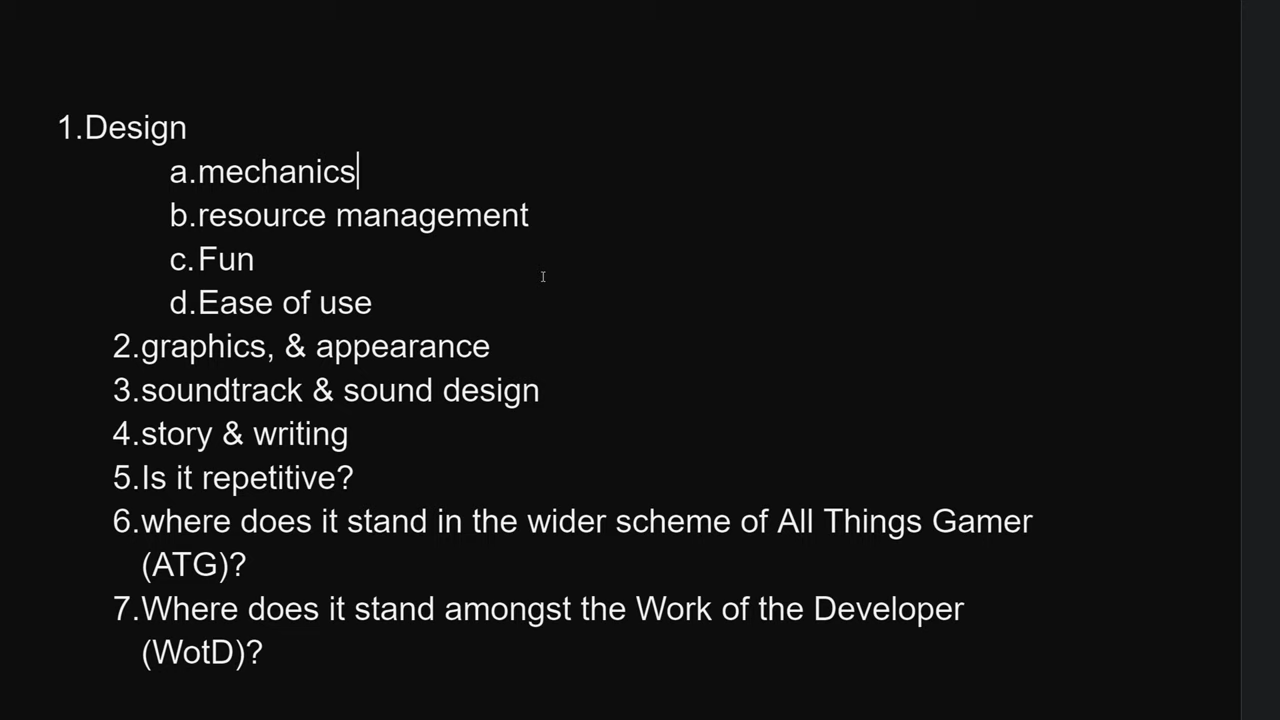 1.Design
a.mechanics
b.resource management
c.Fun
d.Ease of use
2.graphics, & appearance
3.soundtrack & sound design
4.story & writing
5.Is it repetitive?
6.where does it stand in the wider scheme of All Things Gamer
(ATG)?
7.Where does it stand amongst the Work of the Developer
(WotD)?